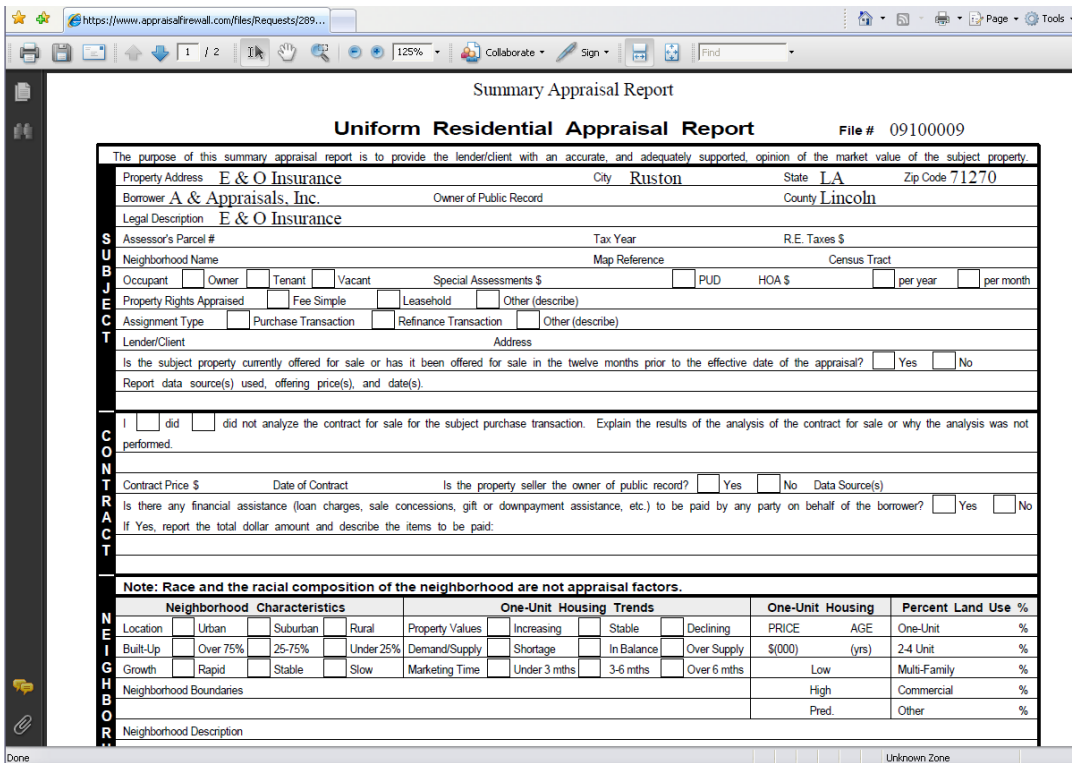 https://www.appraisalfirewall.com/files/Requests/289...
Page Tools
1 / 2 125% Collaborate Sign Find
Summary Appraisal Report
Uniform Residential Appraisal Report File # 09100009
The purpose of this summary appraisal report is to provide the lender/client with an accurate, and adequately supported, opinion of the market value of the subject property.
SUBJECT
Property Address E & O Insurance City Ruston State LA Zip Code 71270
Borrower A & Appraisals, Inc. Owner of Public Record County Lincoln
Legal Description E & O Insurance
Assessor's Parcel # Tax Year R.E. Taxes $
Neighborhood Name Map Reference Census Tract
Occupant Owner Tenant Vacant Special Assessments $ PUD HOA $ per year per month
Property Rights Appraised Fee Simple Leasehold Other (describe)
Assignment Type Purchase Transaction Refinance Transaction Other (describe)
Lender/Client Address
Is the subject property currently offered for sale or has it been offered for sale in the twelve months prior to the effective date of the appraisal? Yes No
Report data source(s) used, offering price(s), and date(s).
CONTRACT
I did did not analyze the contract for sale for the subject purchase transaction. Explain the results of the analysis of the contract for sale or why the analysis was not
performed.
Contract Price $ Date of Contract Is the property seller the owner of public record? Yes No Data Source(s)
Is there any financial assistance (loan charges, sale concessions, gift or downpayment assistance, etc.) to be paid by any party on behalf of the borrower? Yes No
If Yes, report the total dollar amount and describe the items to be paid:
NEIGHBOR
Note: Race and the racial composition of the neighborhood are not appraisal factors.
Neighborhood Characteristics One-Unit Housing Trends One-Unit Housing Percent Land Use %
Location Urban Suburban Rural Property Values Increasing Stable Declining PRICE AGE One-Unit %
Built-Up Over 75% 25-75% Under 25% Demand/Supply Shortage In Balance Over Supply $(000) (yrs) 2-4 Unit %
Growth Rapid Stable Slow Marketing Time Under 3 mths 3-6 mths Over 6 mths Low Multi-Family %
Neighborhood Boundaries High Commercial %
Pred. Other %
Neighborhood Description
Done Unknown Zone